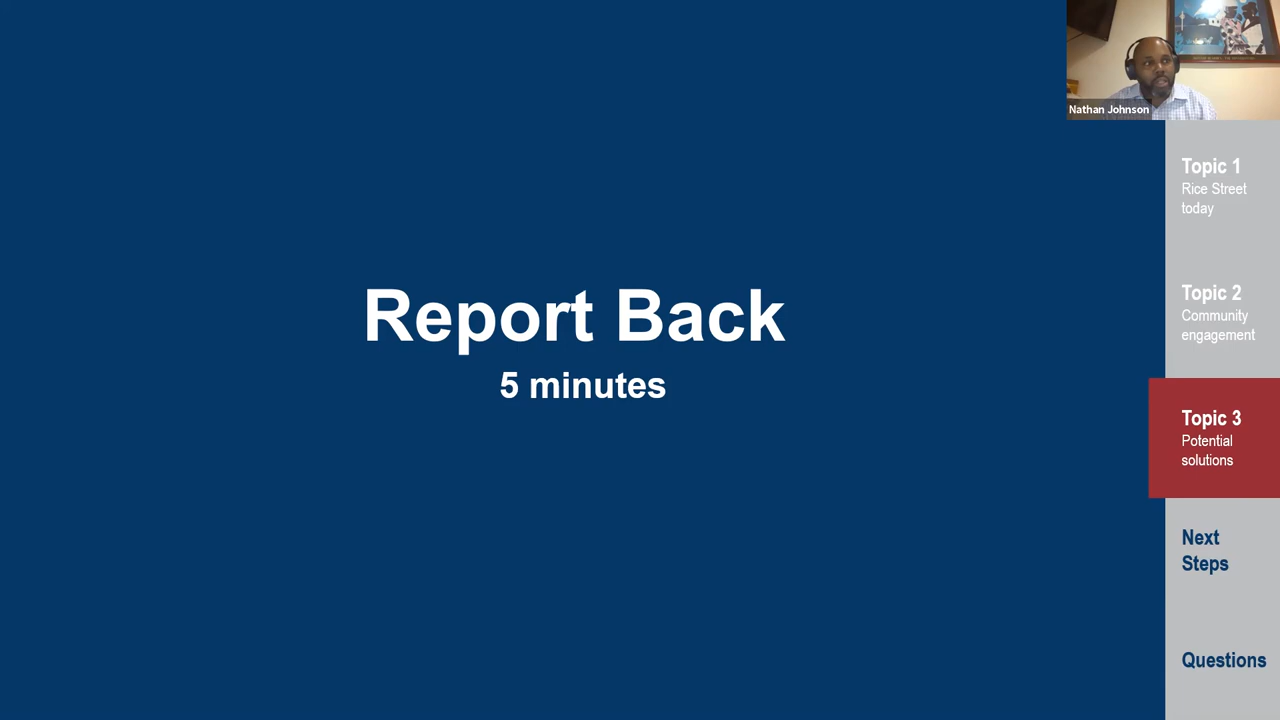 Nathan Johnson
Report Back
5 minutes
Topic 1
Rice Street
today
Topic 2
Community
engagement
Topic 3
Potential
solutions
Next
Steps
Questions